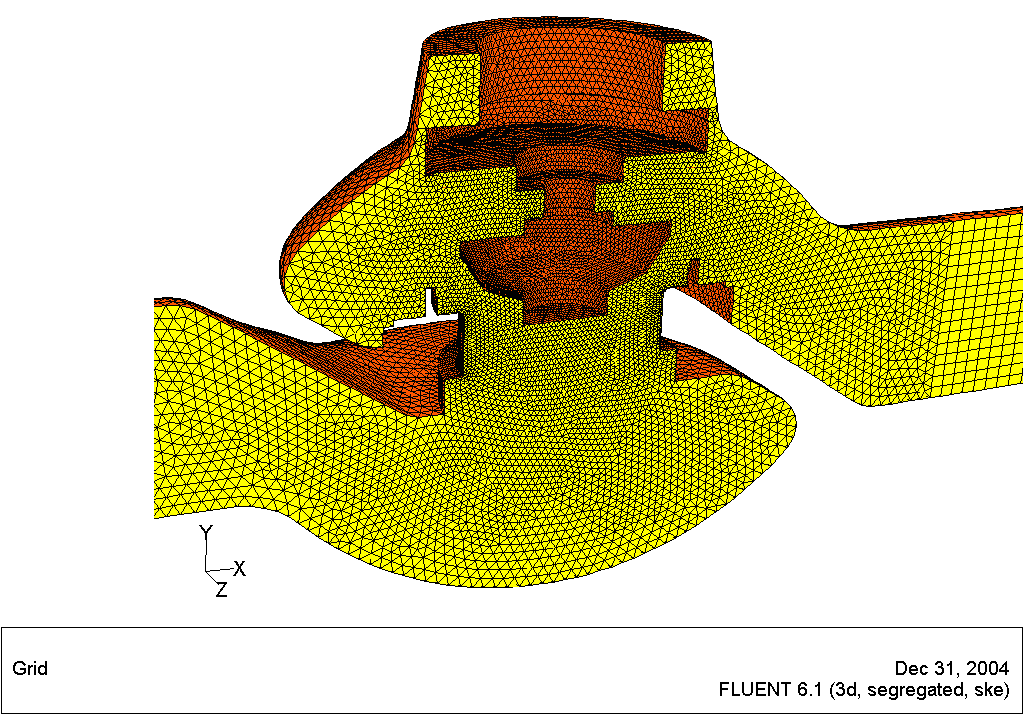 Y
X
Z
Grid
Dec 31, 2004
FLUENT 6.1 (3d, segregated, ske)